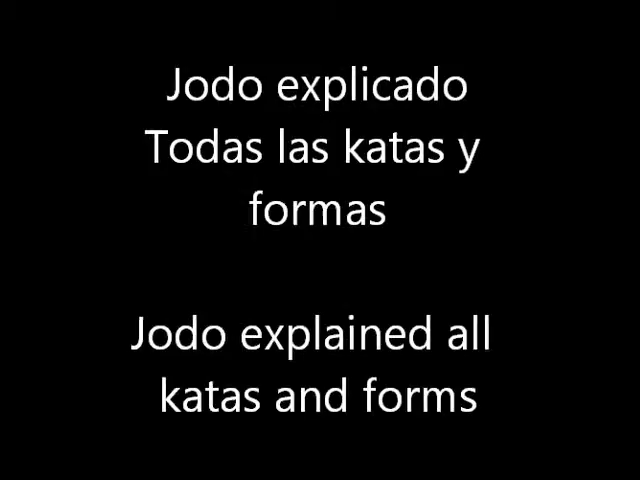 Jodo explicado
Todas las katas y
formas
Jodo explained all
katas and forms